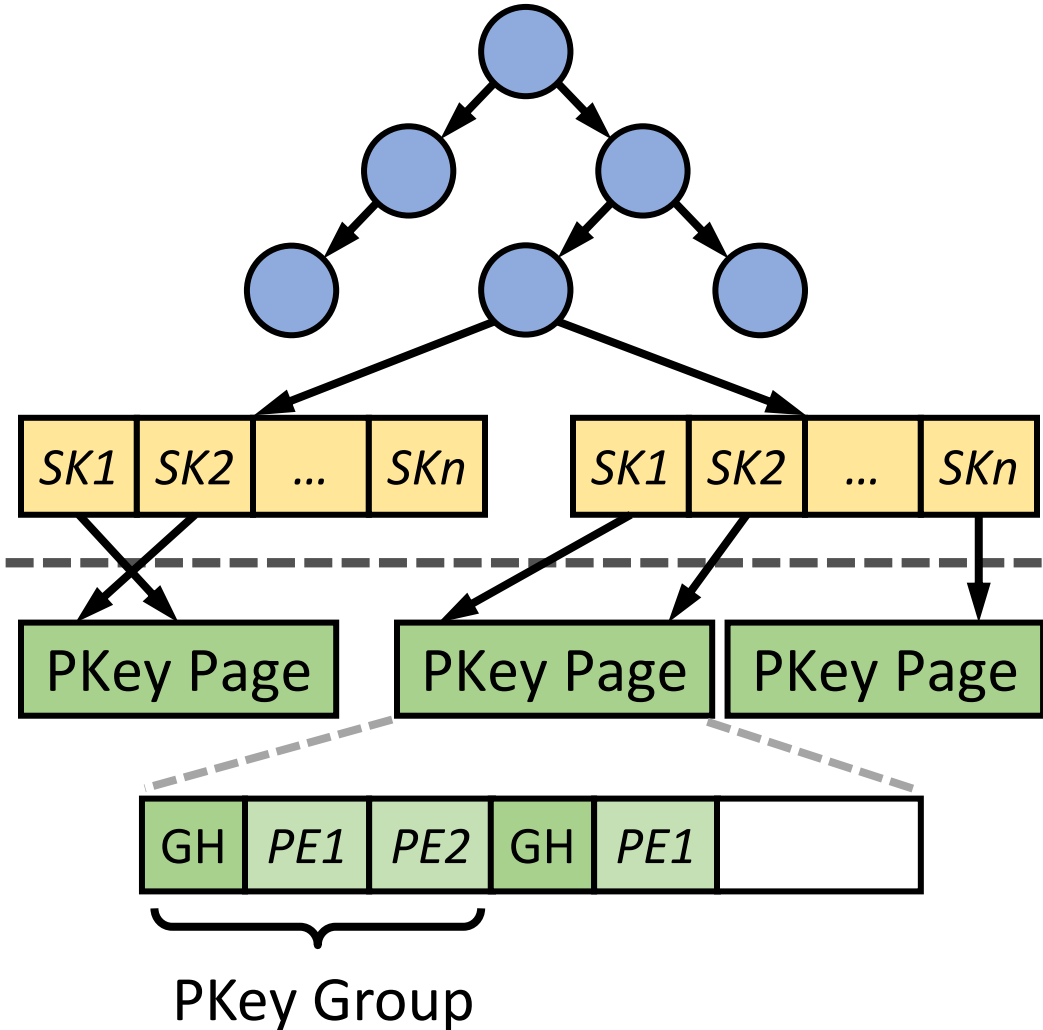 SK1 SK2 ... SKn SK1 SK2 ... SKn
PKey Page PKey Page PKey Page
GH PE1 PE2 GH PE1
PKey Group